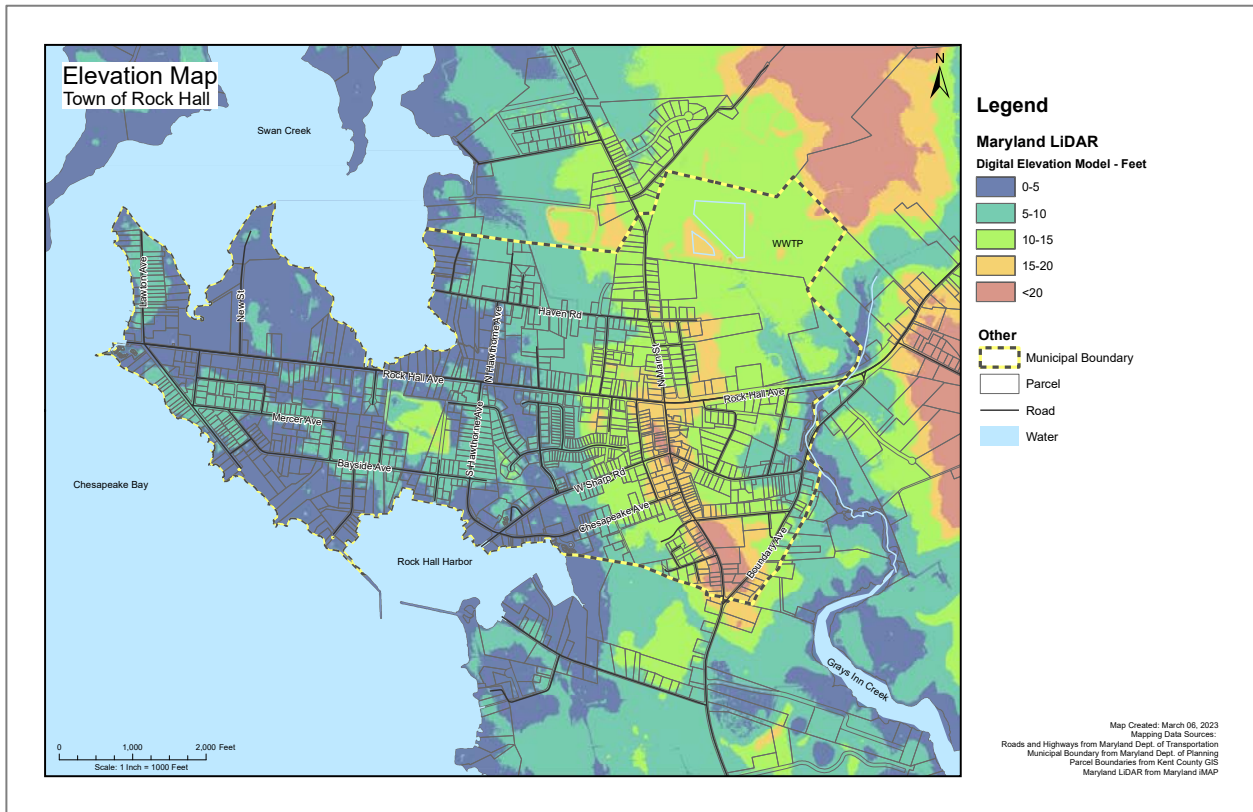 Elevation Map
Town of Rock Hall
N
Swan Creek
WWTP
Lawton Ave
New St
N Hawthorne Ave
Haven Rd
N Main St
Rock Hall Ave
Rock Hall Ave
Mercer Ave
S Hawthorne Ave
Bayside Ave
W Sharp Rd
Chesapeake Ave
Boundary Ave
Chesapeake Bay
Rock Hall Harbor
Grays Inn Creek
0 1,000 2,000 Feet
Scale: 1 Inch = 1000 Feet
Legend
Maryland LiDAR
Digital Elevation Model - Feet
0-5
5-10
10-15
15-20
<20
Other
Municipal Boundary
Parcel
Road
Water
Map Created: March 06, 2023
Mapping Data Sources:
Roads and Highways from Maryland Dept. of Transportation
Municipal Boundary from Maryland Dept. of Planning
Parcel Boundaries from Kent County GIS
Maryland LiDAR from Maryland iMAP